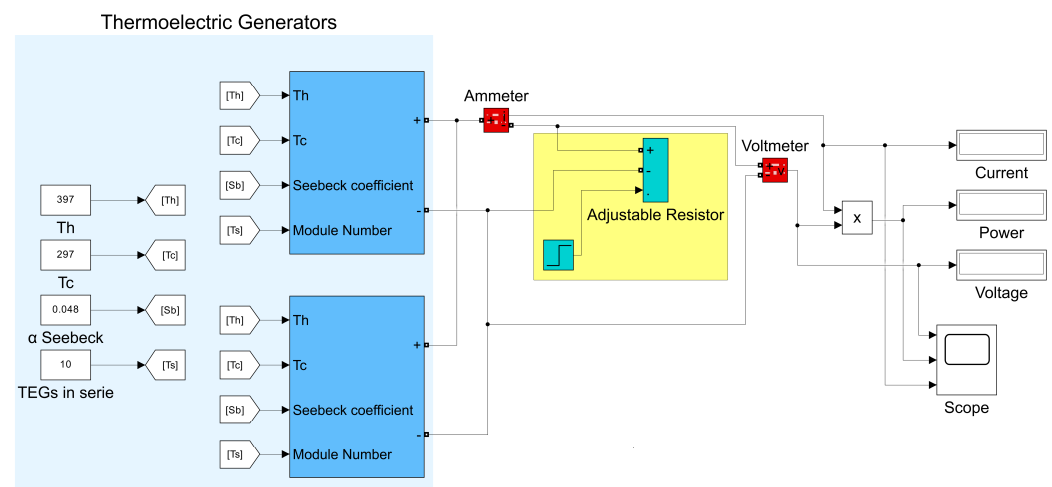 Thermoelectric Generators
[Th]
Th
+
[Tc]
Tc
[Sb]
Seebeck coefficient
-
[Ts]
Module Number
397
[Th]
Th
297
[Tc]
Tc
0.048
[Sb]
α Seebeck
10
[Ts]
TEGs in serie
[Th]
Th
+
[Tc]
Tc
[Sb]
Seebeck coefficient
-
[Ts]
Module Number
Ammeter
+
I
-
+
-
Adjustable Resistor
Voltmeter
+
-
v
x
Current
Power
Voltage
Scope